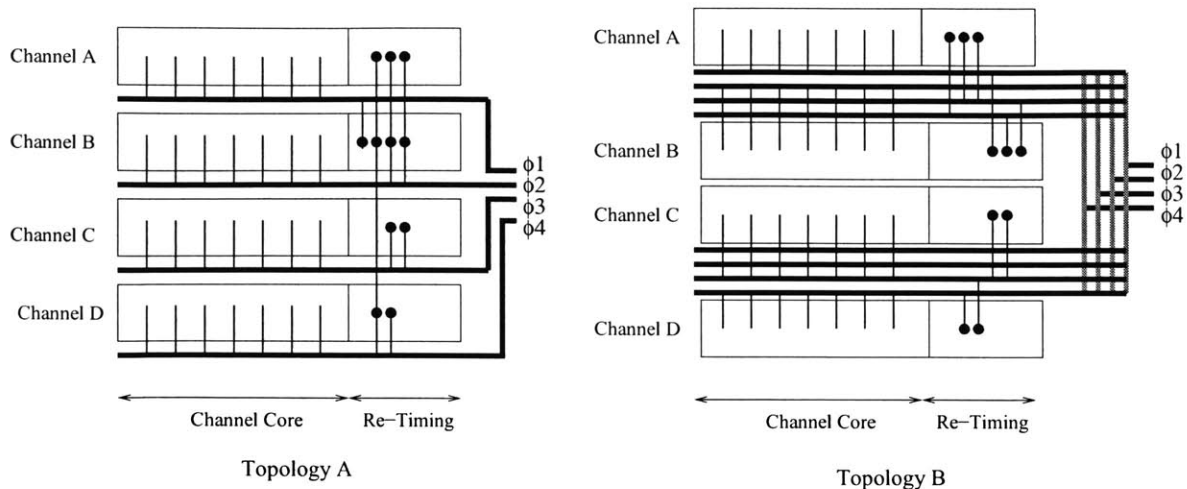 Channel A
Channel B
Channel C
Channel D
ϕ1
ϕ2
ϕ3
ϕ4
Channel Core
Re-Timing
Topology A
Channel A
Channel B
Channel C
Channel D
ϕ1
ϕ2
ϕ3
ϕ4
Channel Core
Re-Timing
Topology B